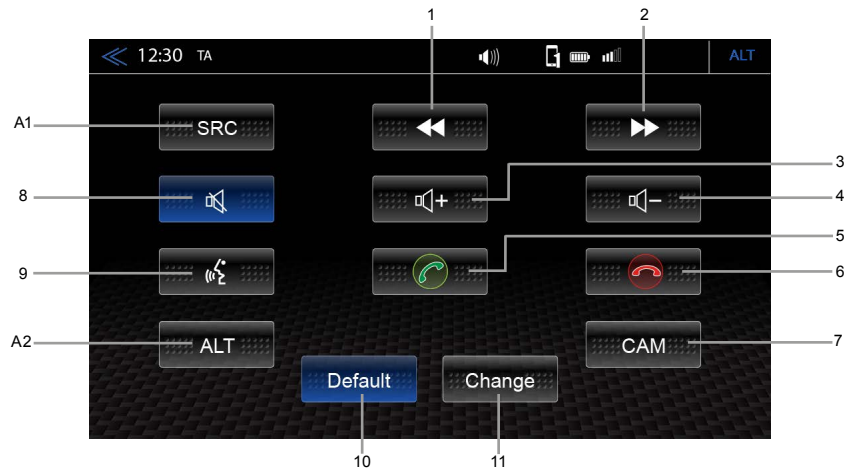 1 2
12:30 TA ALT
A1 SRC
3
8 + − 4
5
9 6
A2 ALT CAM 7
Default Change
10 11